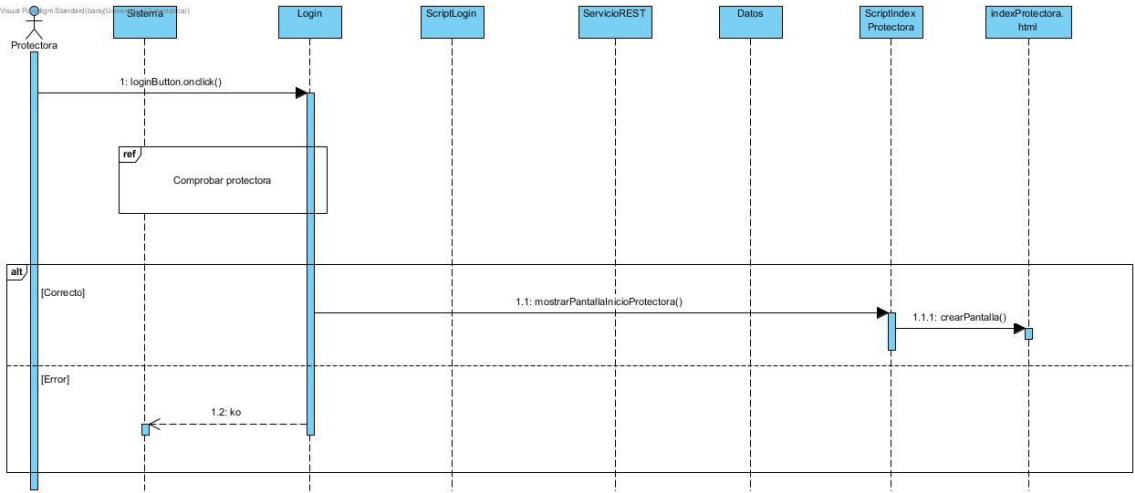 Visual Paradigm Standard
Sistema
Login
ScriptLogin
ServicioREST
Datos
ScriptIndex
Protectora
indexProtectora.
html
Protectora
1: loginButton.onclick()
ref
Comprobar protectora
alt
[Correcto]
1.1: mostrarPantallaInicioProtectora()
1.1.1: crearPantalla()
[Error]
1.2: ko